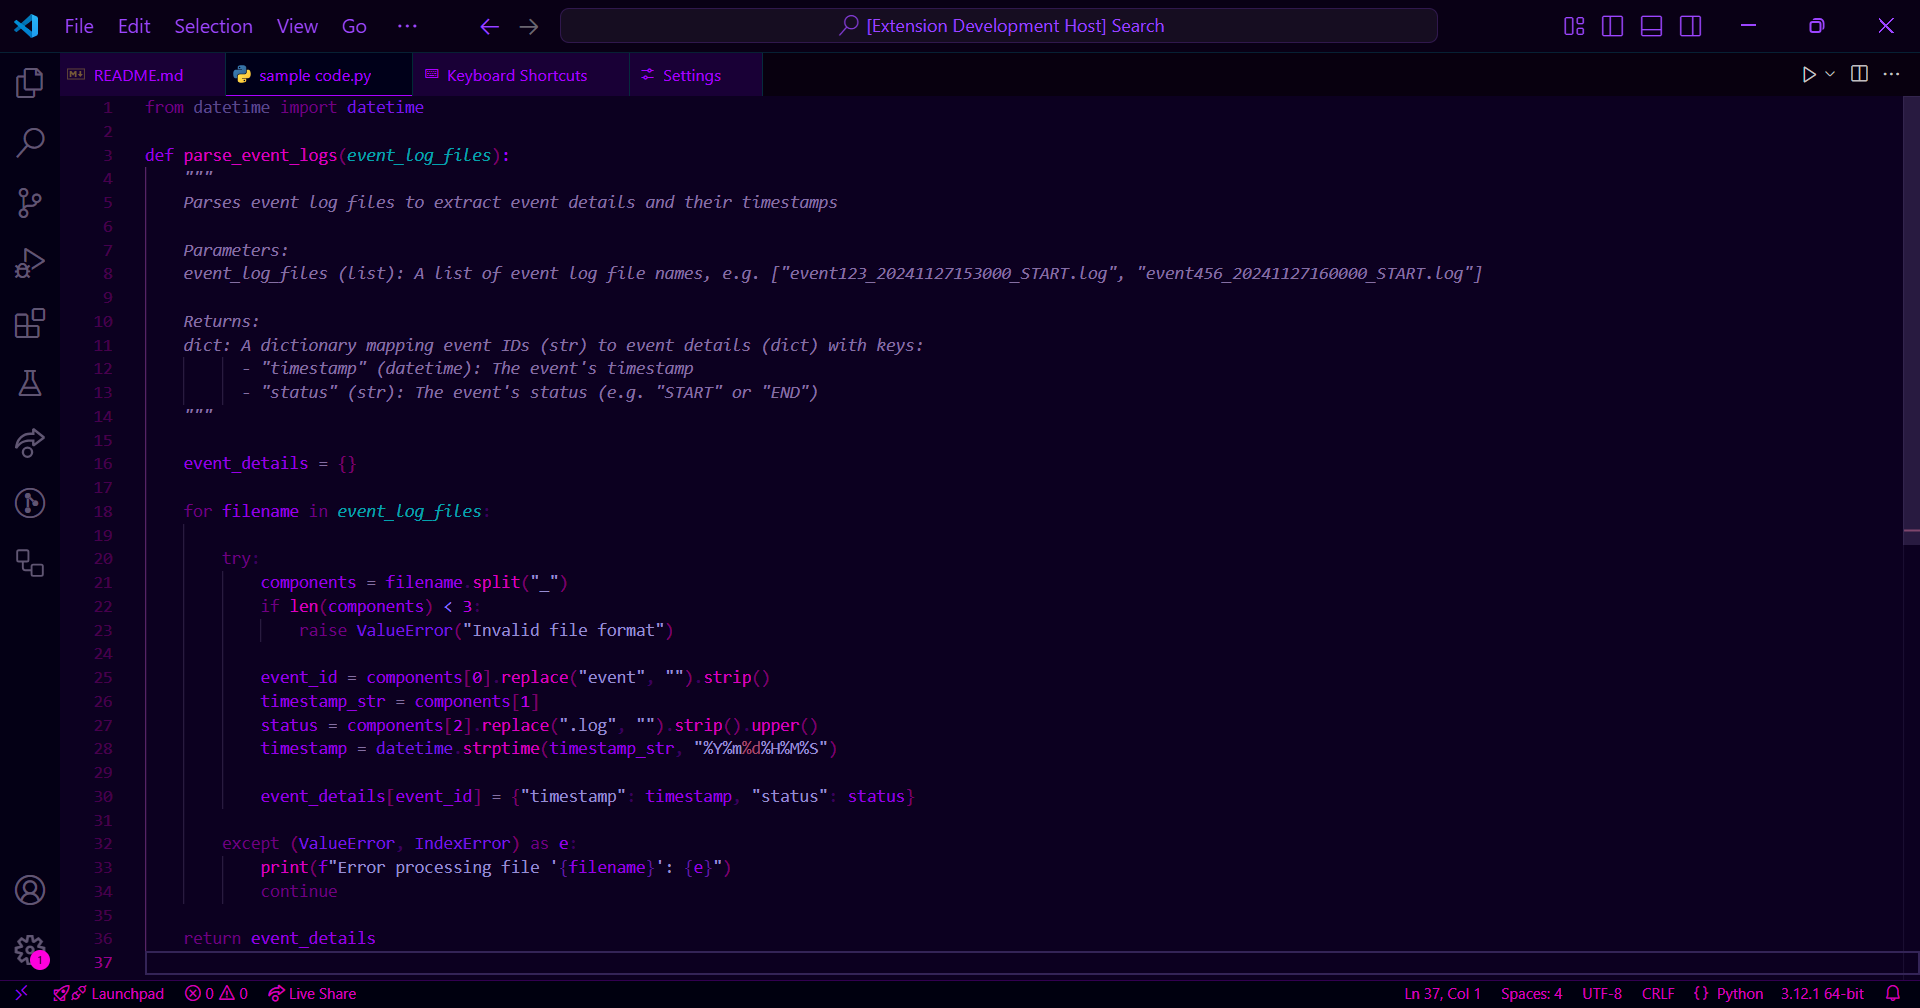 File Edit Selection View Go ··· [Extension Development Host] Search
README.md sample code.py Keyboard Shortcuts Settings
1 from datetime import datetime
2
3 def parse_event_logs(event_log_files):
4 """
5 Parses event log files to extract event details and their timestamps
6
7 Parameters:
8 event_log_files (list): A list of event log file names, e.g. ["event123_20241127153000_START.log", "event456_20241127160000_START.log"]
9
10 Returns:
11 dict: A dictionary mapping event IDs (str) to event details (dict) with keys:
12 - "timestamp" (datetime): The event's timestamp
13 - "status" (str): The event's status (e.g. "START" or "END")
14 """
15
16 event_details = {}
17
18 for filename in event_log_files:
19
20 try:
21 components = filename.split("_")
22 if len(components) < 3:
23 raise ValueError("Invalid file format")
24
25 event_id = components[0].replace("event", "").strip()
26 timestamp_str = components[1]
27 status = components[2].replace(".log", "").strip().upper()
28 timestamp = datetime.strptime(timestamp_str, "%Y%m%d%H%M%S")
29
30 event_details[event_id] = {"timestamp": timestamp, "status": status}
31
32 except (ValueError, IndexError) as e:
33 print(f"Error processing file '{filename}': {e}")
34 continue
35
36 return event_details
37
1
Launchpad 0 0 Live Share Ln 37, Col 1 Spaces: 4 UTF-8 CRLF {} Python 3.12.1 64-bit